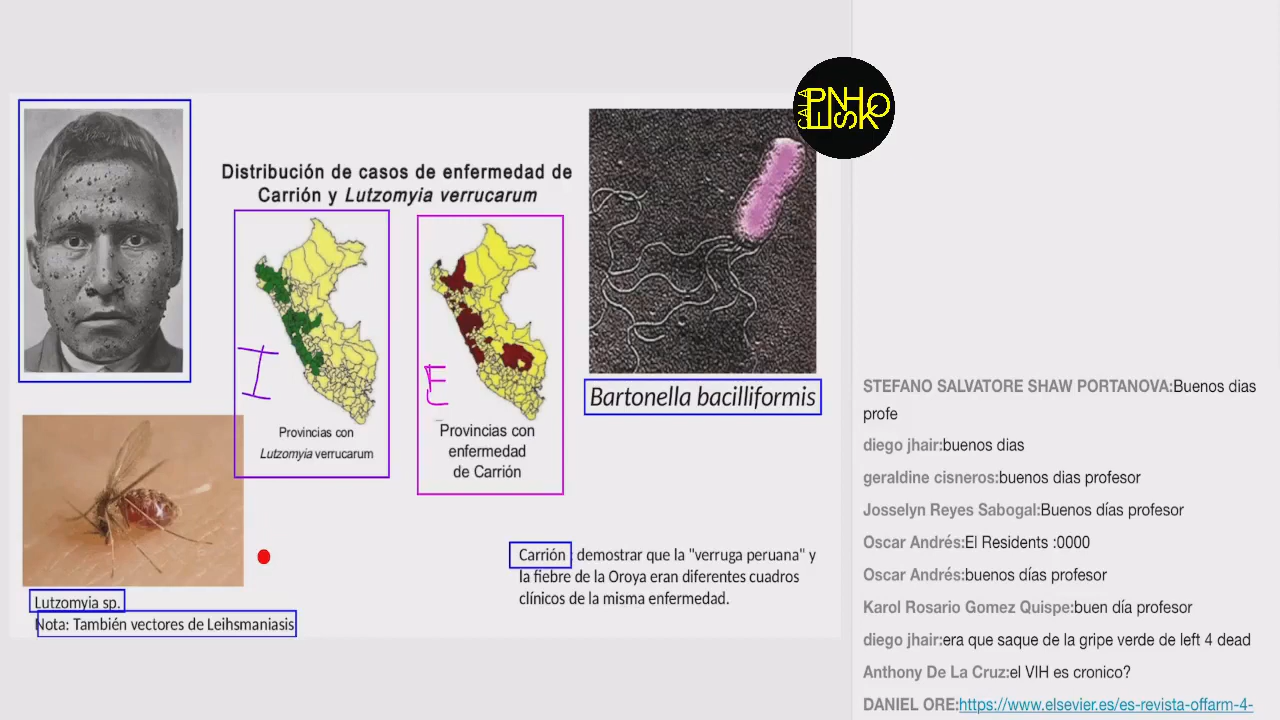 Distribución de casos de enfermedad de
Carrión y Lutzomyia verrucarum
I
E
Provincias con
Lutzomyia verrucarum
Provincias con
enfermedad
de Carrión
Bartonella bacilliformis
Lutzomyia sp.
Nota: También vectores de Leihsmaniasis
Carrión: demostrar que la "verruga peruana" y
la fiebre de la Oroya eran diferentes cuadros
clínicos de la misma enfermedad.
STEFANO SALVATORE SHAW PORTANOVA:Buenos dias
profe
diego jhair:buenos dias
geraldine cisneros:buenos dias profesor
Josselyn Reyes Sabogal:Buenos días profesor
Oscar Andrés:El Residents :0000
Oscar Andrés:buenos días profesor
Karol Rosario Gomez Quispe:buen día profesor
diego jhair:era que saque de la gripe verde de left 4 dead
Anthony De La Cruz:el VIH es cronico?
DANIEL ORE:https://www.elsevier.es/es-revista-offarm-4-